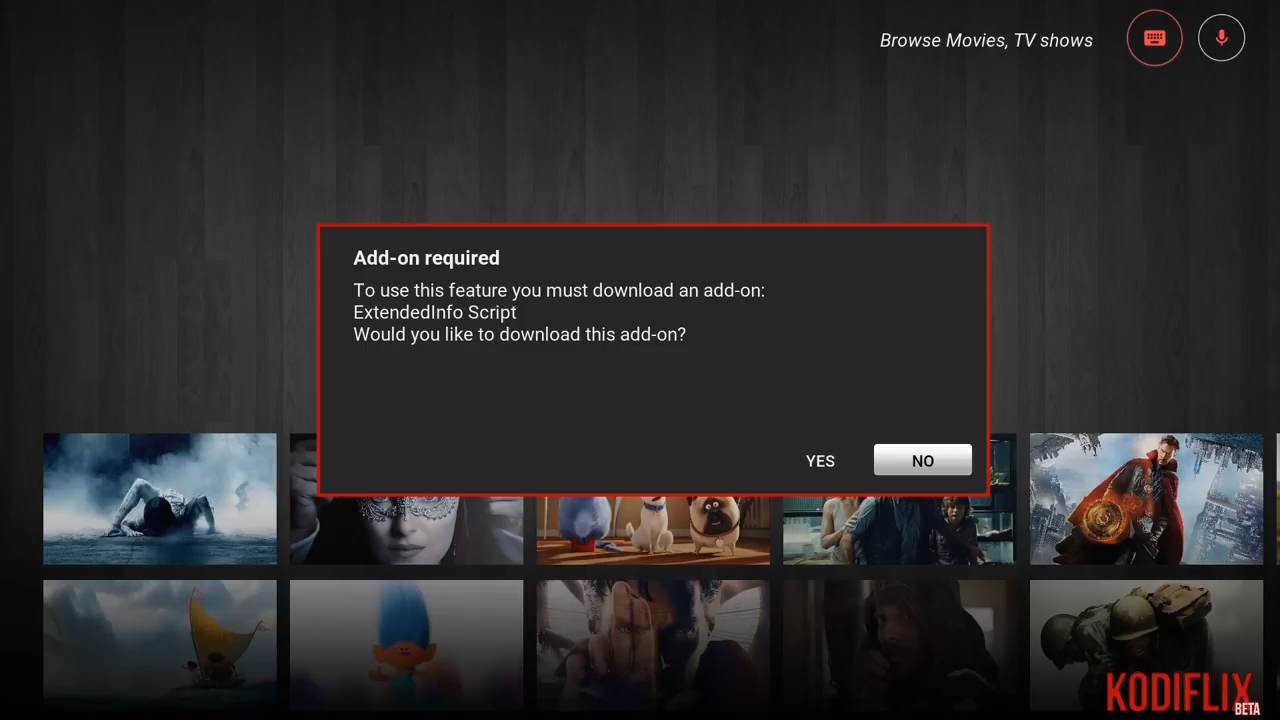 Browse Movies, TV shows
Add-on required
To use this feature you must download an add-on:
ExtendedInfo Script
Would you like to download this add-on?
YES
NO
KODIFLIX
BETA